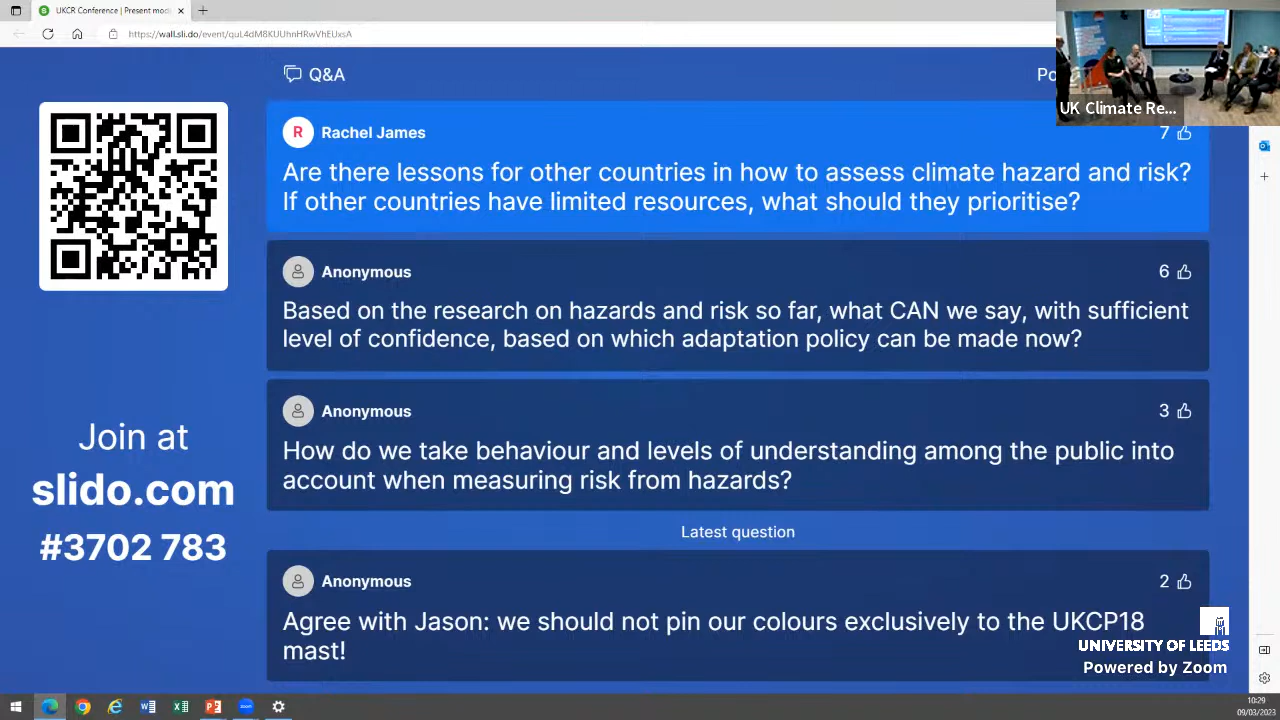 UKCR Conference | Present mod
https://wall.sli.do/event/quL4dM8KUUhnHRwVhEUxsA
Q&A
Po
UK Climate Re...
R
Rachel James
7
Are there lessons for other countries in how to assess climate hazard and risk?
If other countries have limited resources, what should they prioritise?
Anonymous
6
Based on the research on hazards and risk so far, what CAN we say, with sufficient
level of confidence, based on which adaptation policy can be made now?
Anonymous
3
How do we take behaviour and levels of understanding among the public into
account when measuring risk from hazards?
Join at
slido.com
#3702 783
Latest question
Anonymous
2
Agree with Jason: we should not pin our colours exclusively to the UKCP18
mast!
UNIVERSITY OF LEEDS
Powered by Zoom
10:29
09/03/2023